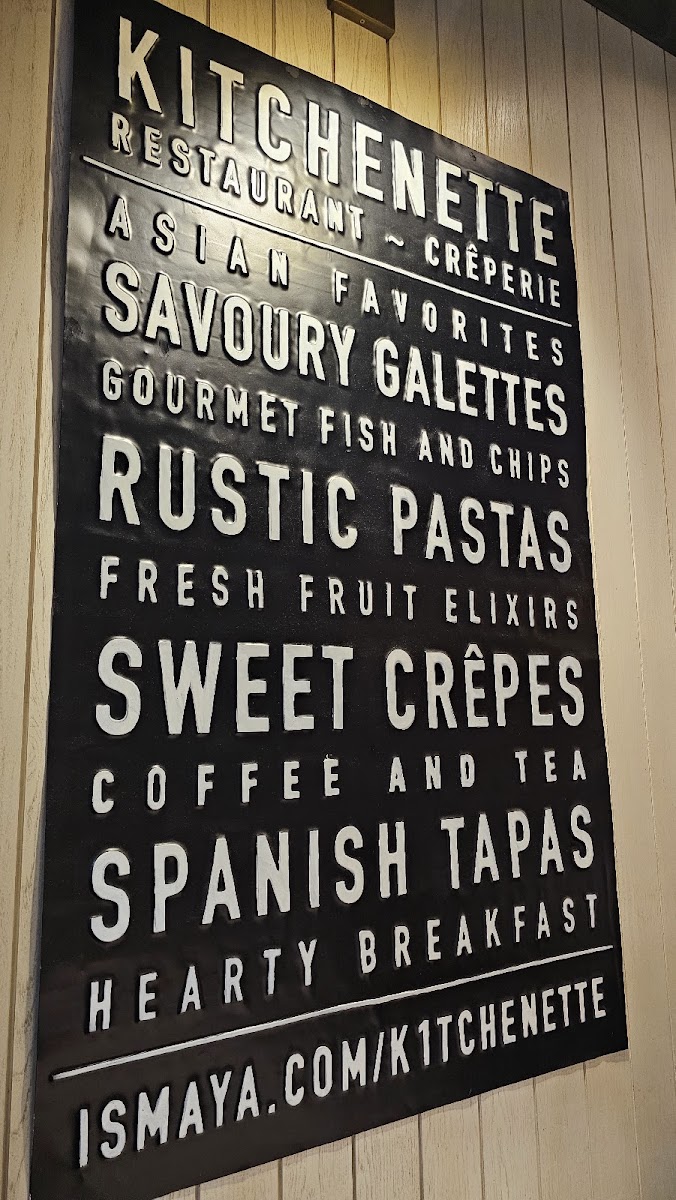 KITCHENETTE
RESTAURANT ~ CRÊPERIE
ASIAN FAVORITES
SAVOURY GALETTES
GOURMET FISH AND CHIPS
RUSTIC PASTAS
FRESH FRUIT ELIXIRS
SWEET CRÊPES
COFFEE AND TEA
SPANISH TAPAS
HEARTY BREAKFAST
ISMAYA.COM/K1TCHENETTE